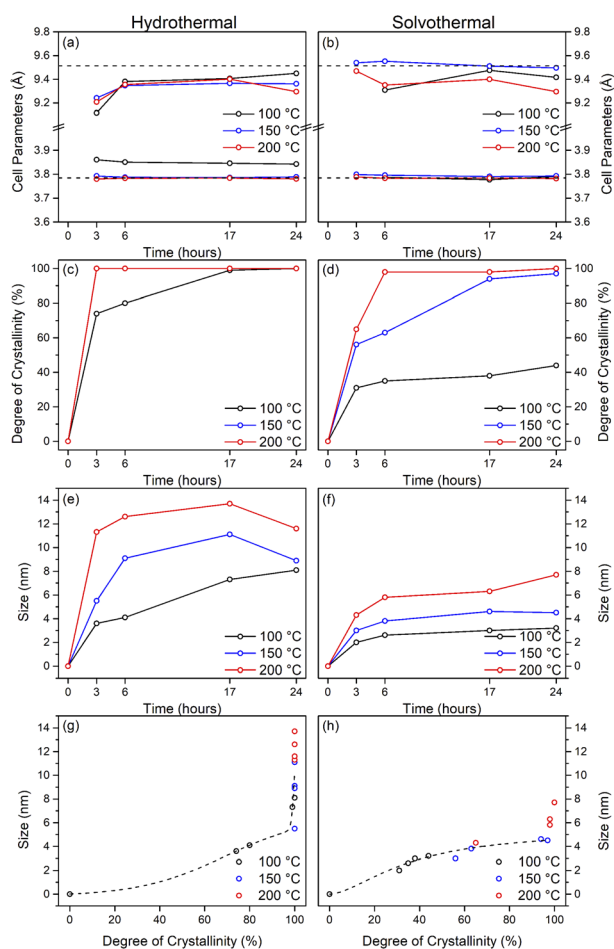 Hydrothermal Solvothermal
(a) (b)
9.8 9.8
9.6 9.6
9.4 9.4
9.2 9.2
3.9 3.9
3.8 3.8
3.7 3.7
3.6 3.6
Cell Parameters (Å) Cell Parameters (Å)
100 °C 100 °C
150 °C 150 °C
200 °C 200 °C
0 3 6 17 24 0 3 6 17 24
Time (hours) Time (hours)
(c) (d)
100 100
80 80
60 60
40 40
20 20
0 0
Degree of Crystallinity (%) Degree of Crystallinity (%)
100 °C 100 °C
150 °C 150 °C
200 °C 200 °C
0 3 6 17 24 0 3 6 17 24
Time (hours) Time (hours)
(e) (f)
14 14
12 12
10 10
8 8
6 6
4 4
2 2
0 0
Size (nm) Size (nm)
100 °C 100 °C
150 °C 150 °C
200 °C 200 °C
0 3 6 17 24 0 3 6 17 24
Time (hours) Time (hours)
(g) (h)
14 14
12 12
10 10
8 8
6 6
4 4
2 2
0 0
Size (nm) Size (nm)
100 °C 100 °C
150 °C 150 °C
200 °C 200 °C
0 20 40 60 80 100 0 20 40 60 80 100
Degree of Crystallinity (%) Degree of Crystallinity (%)